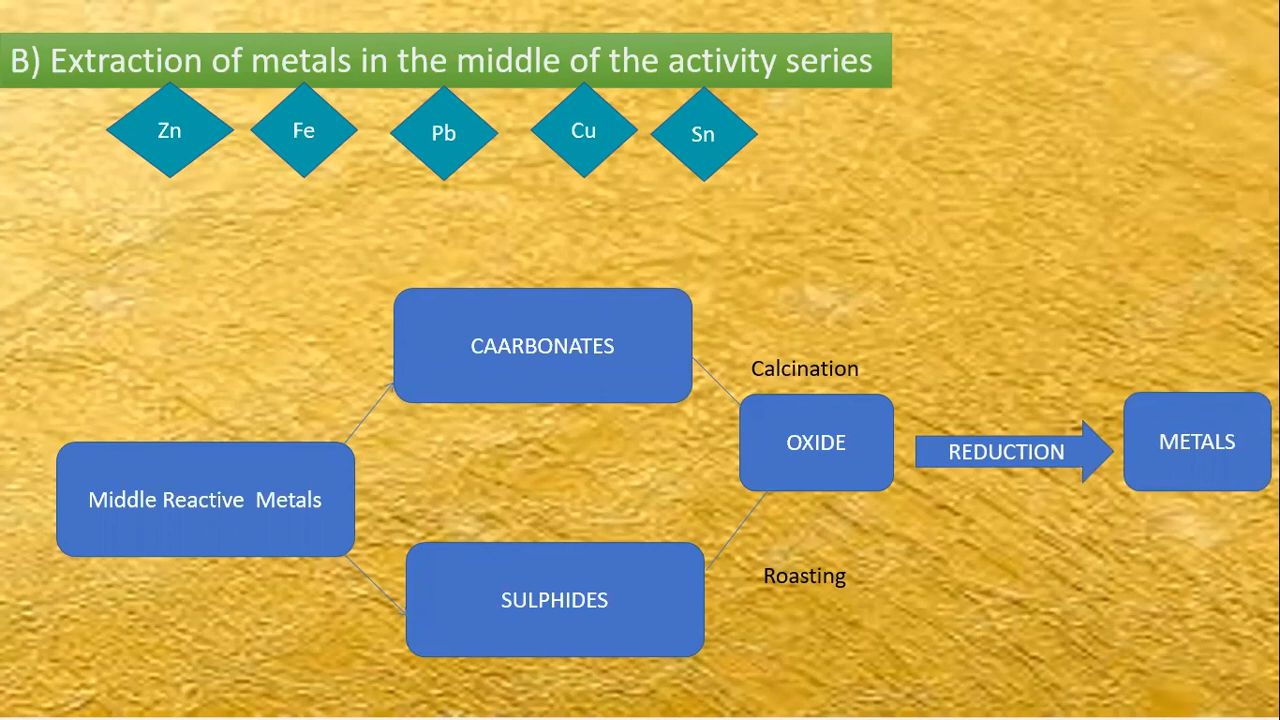 B) Extraction of metals in the middle of the activity series
Zn
Fe
Pb
Cu
Sn
CAARBONATES
Calcination
OXIDE
REDUCTION
METALS
Middle Reactive Metals
Roasting
SULPHIDES